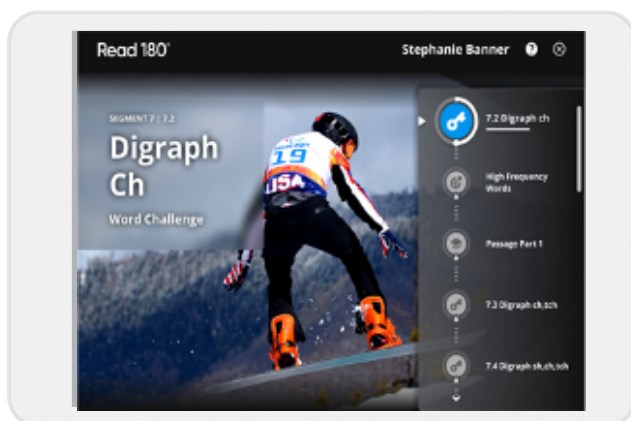 Read 180®
Stephanie Banner
SEGMENT 7 | 7.2
Digraph
Ch
Word Challenge
19
USA
7.2 Digraph ch
High Frequency
Words
Passage Part 1
7.3 Digraph ch,tch
7.4 Digraph sh,ch,tch